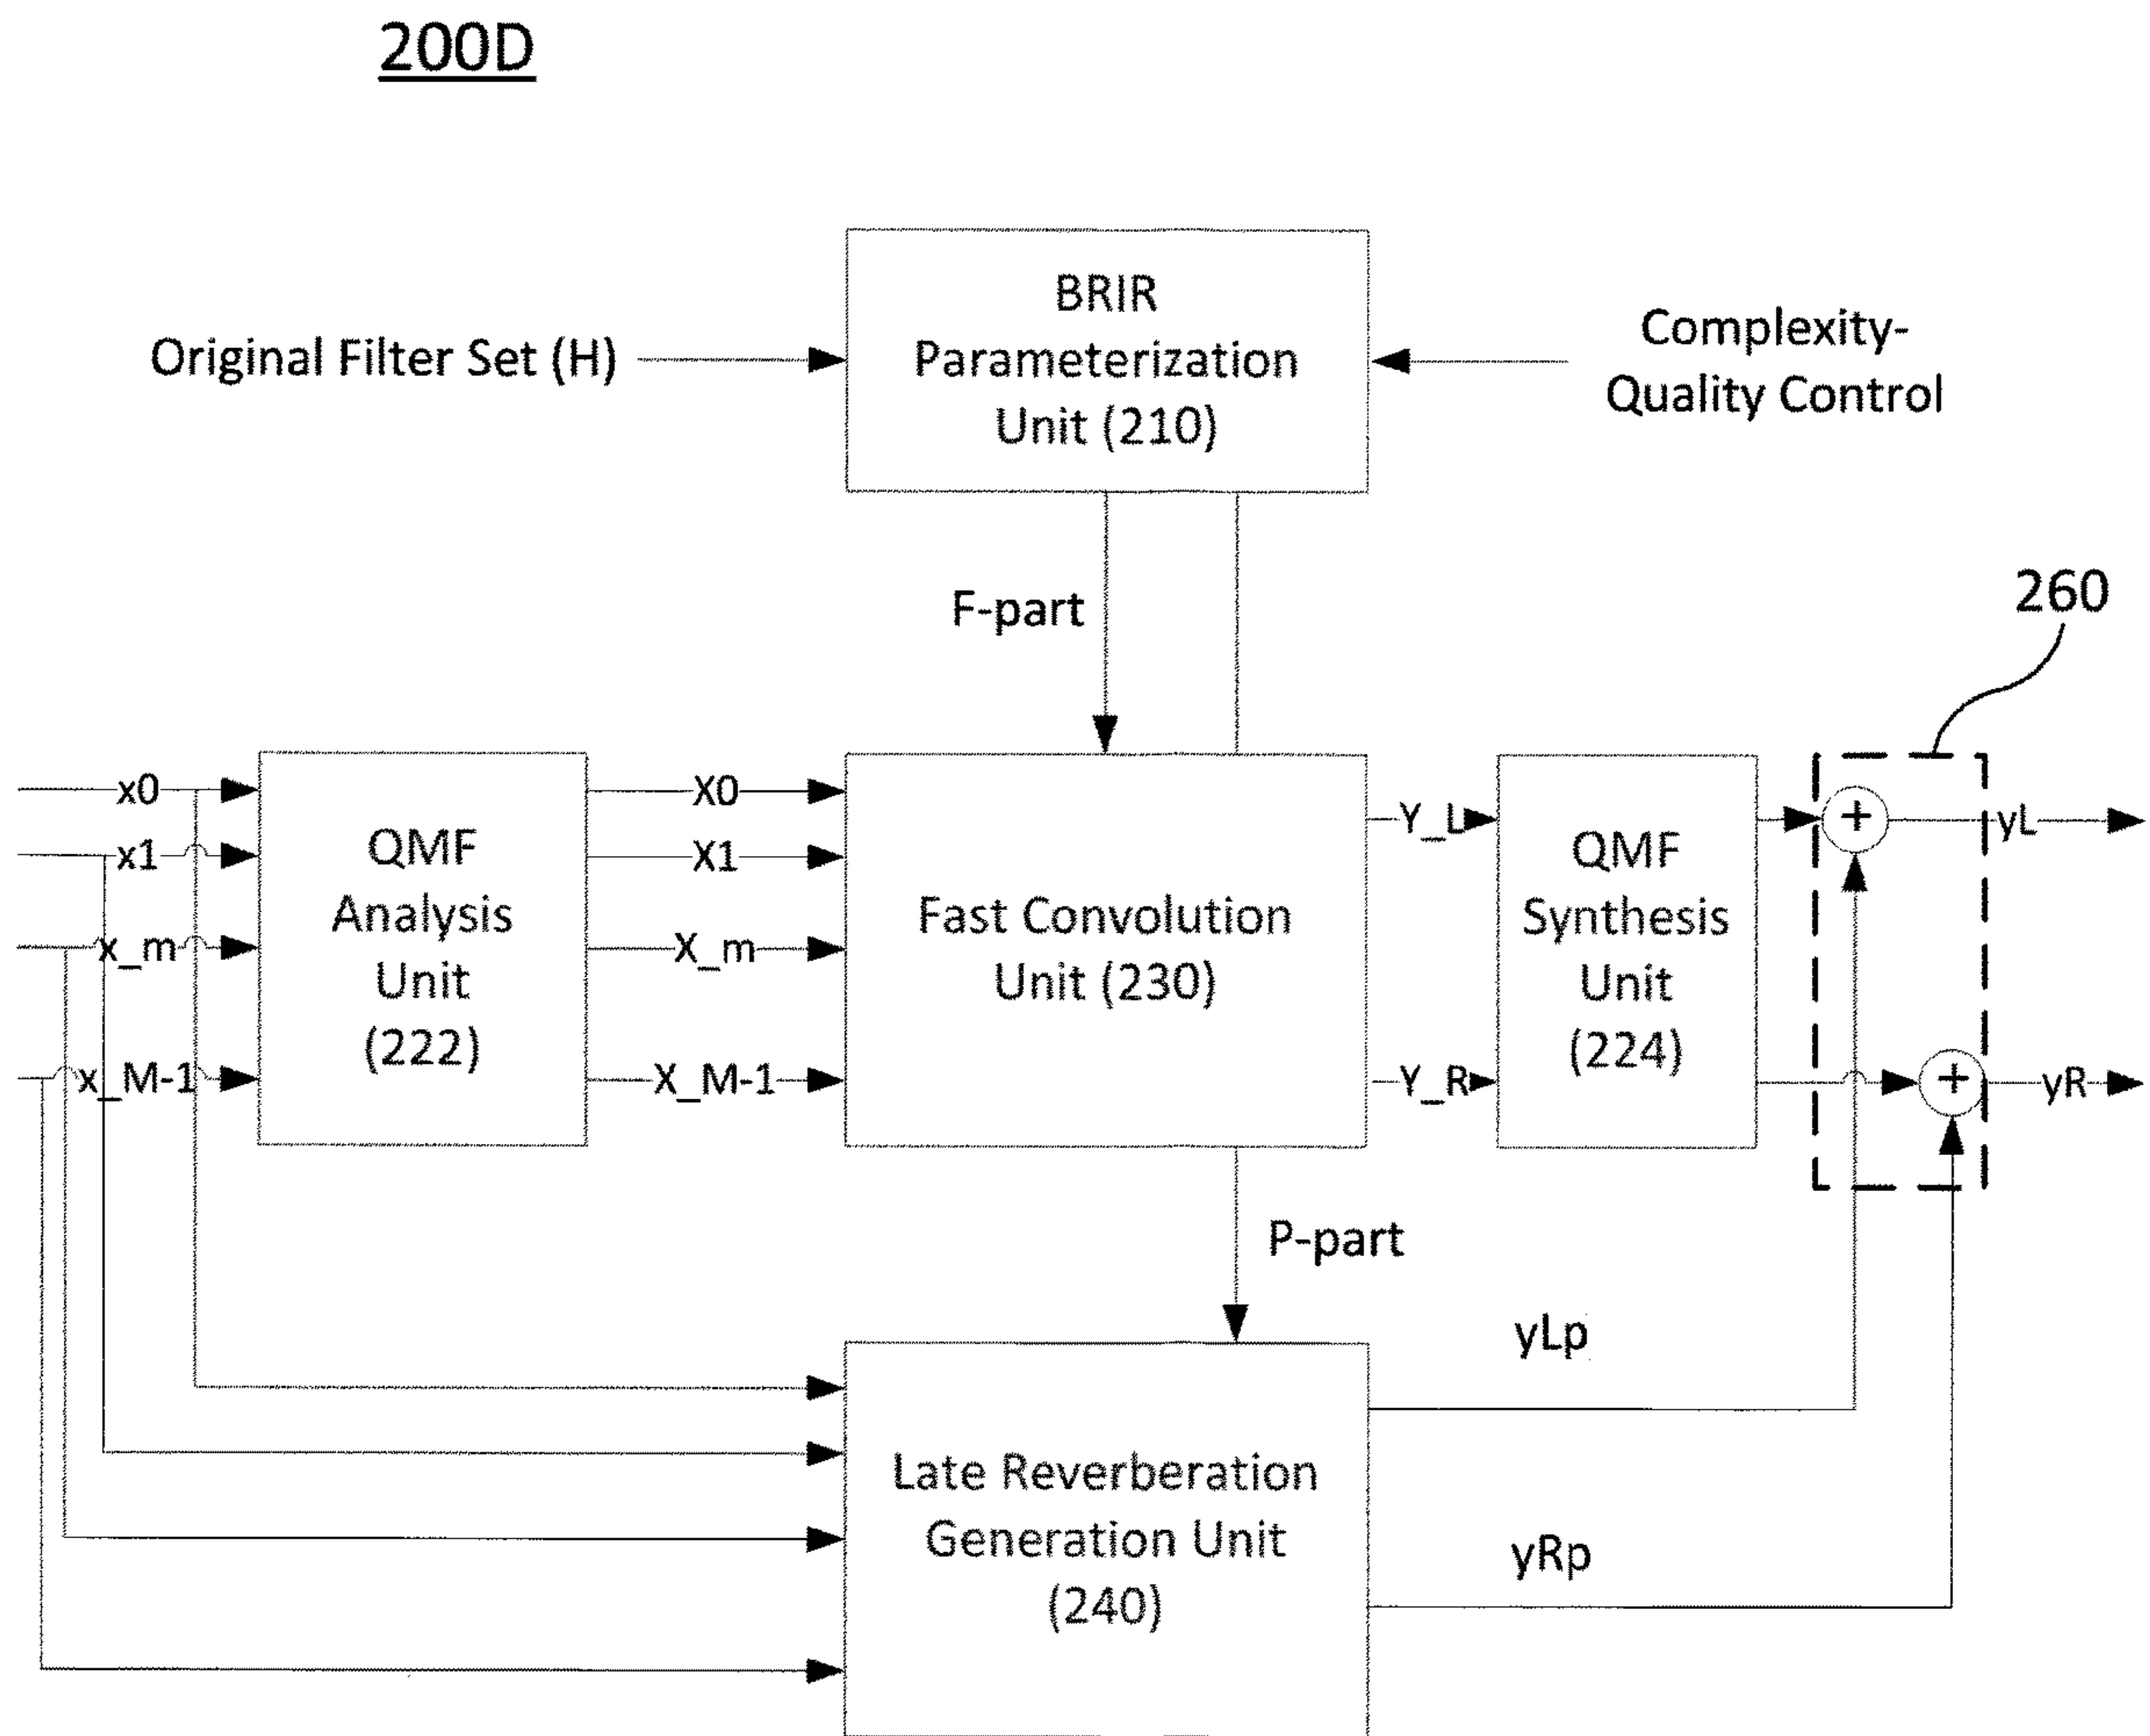 200D
BRIR
Parameterization
Unit (210)
Original Filter Set (H)
Complexity-
Quality Control
F-part
260
x0
x1
x_m
x_M-1
QMF
Analysis
Unit
(222)
X0
X1
X_m
X_M-1
Fast Convolution
Unit (230)
Y_L
Y_R
QMF
Synthesis
Unit
(224)
+
yL
+
yR
P-part
yLp
Late Reverberation
Generation Unit
(240)
yRp